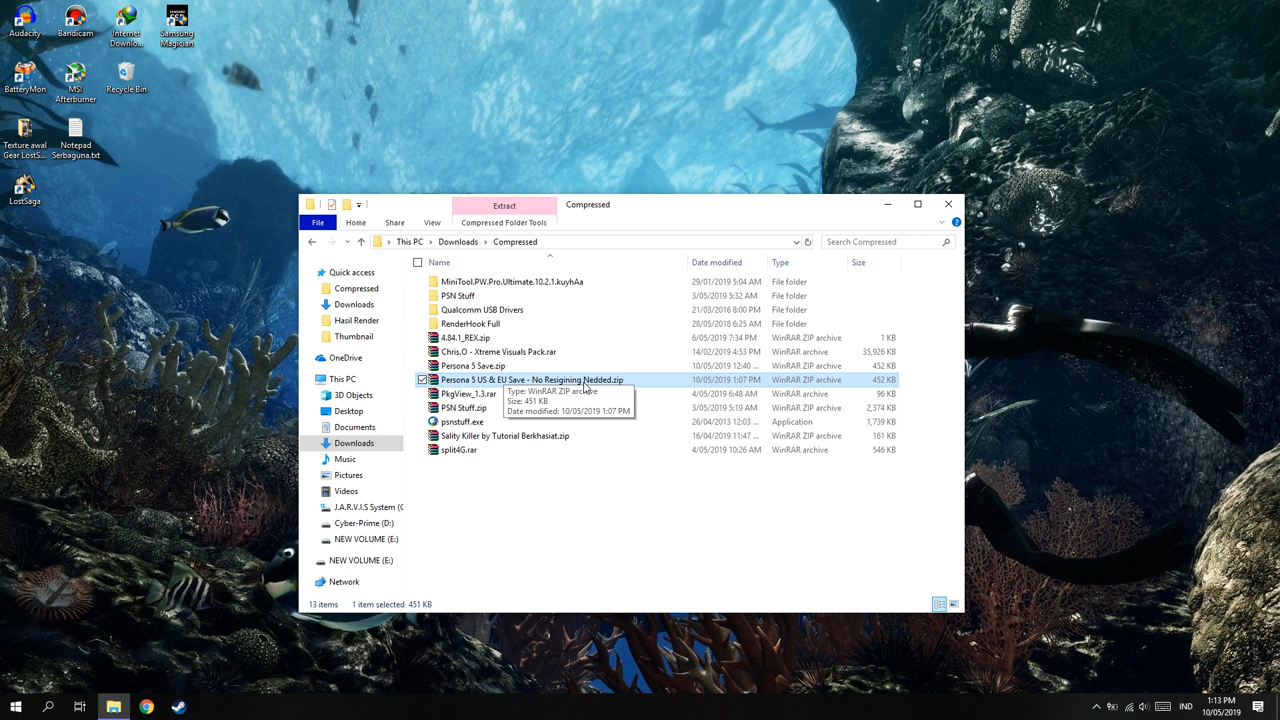 Audacity
Bandicam
Internet
Downlo...
Samsung
Magician
BatteryMon
MSI
Afterburner
Recycle Bin
Texture awal
Gear LostS...
Notepad
Serbaguna.txt
LostSaga
Extract
Compressed
File
Home
Share
View
Compressed Folder Tools
This PC
Downloads
Compressed
Search Compressed
Name
Date modified
Type
Size
Quick access
Compressed
Downloads
Hasil Render
Thumbnail
OneDrive
This PC
3D Objects
Desktop
Documents
Downloads
Music
Pictures
Videos
J.A.R.V.I.S System (C
Cyber-Prime (D:)
NEW VOLUME (E:)
NEW VOLUME (E:)
Network
MiniTool.PW.Pro.Ultimate.10.2.1.kuyhAa 29/01/2019 5:04 AM File folder
PSN Stuff 3/05/2019 5:32 AM File folder
Qualcomm USB Drivers 21/03/2016 8:00 PM File folder
RenderHook Full 28/05/2018 6:25 AM File folder
4.84.1_REX.zip 6/05/2019 7:34 PM WinRAR ZIP archive 1 KB
Chris.O - Xtreme Visuals Pack.rar 14/02/2019 4:53 PM WinRAR archive 35,926 KB
Persona 5 Save.zip 10/05/2019 12:40 ... WinRAR ZIP archive 452 KB
Persona 5 US & EU Save - No Resigining Nedded.zip 10/05/2019 1:07 PM WinRAR ZIP archive 452 KB
PkgView_1.3.rar 4/05/2019 6:48 AM WinRAR archive 96 KB
PSN Stuff.zip 3/05/2019 5:19 AM WinRAR ZIP archive 2,374 KB
psnstuff.exe 26/04/2013 12:03 ... Application 1,739 KB
Sality Killer by Tutorial Berkhasiat.zip 16/04/2019 11:47 ... WinRAR ZIP archive 161 KB
split4G.rar 4/05/2019 10:26 AM WinRAR archive 546 KB
Type: WinRAR ZIP archive
Size: 451 KB
Date modified: 10/05/2019 1:07 PM
13 items 1 item selected 451 KB
IND
1:13 PM
10/05/2019